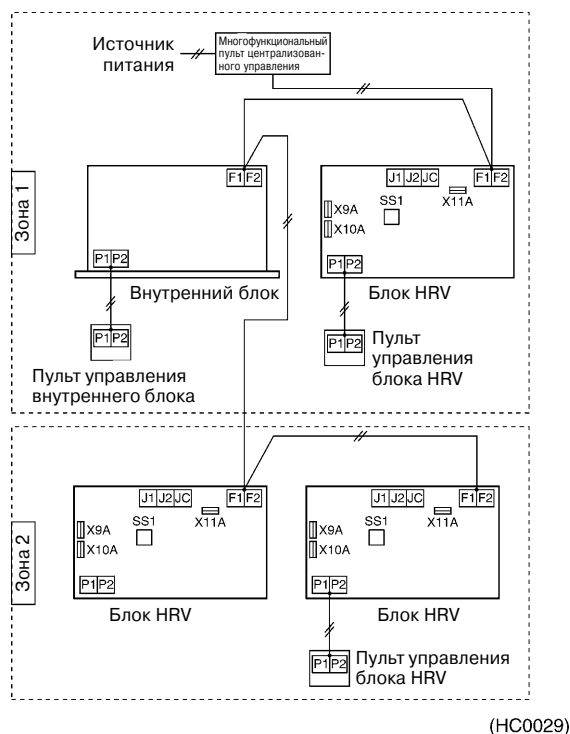 Источник
питания
Многофункциональный
пульт централизован-
ного управления
Зона 1
F1 F2
P1 P2
Внутренний блок
P1 P2
Пульт управления
внутреннего блока
J1 J2 JC
F1 F2
X9A
X10A
SS1
X11A
P1 P2
Блок HRV
P1 P2
Пульт
управления
блока HRV
Зона 2
J1 J2 JC
F1 F2
X9A
X10A
SS1
X11A
P1 P2
Блок HRV
J1 J2 JC
F1 F2
X9A
X10A
SS1
X11A
P1 P2
Блок HRV
P1 P2
Пульт управления
блока HRV
(HC0029)